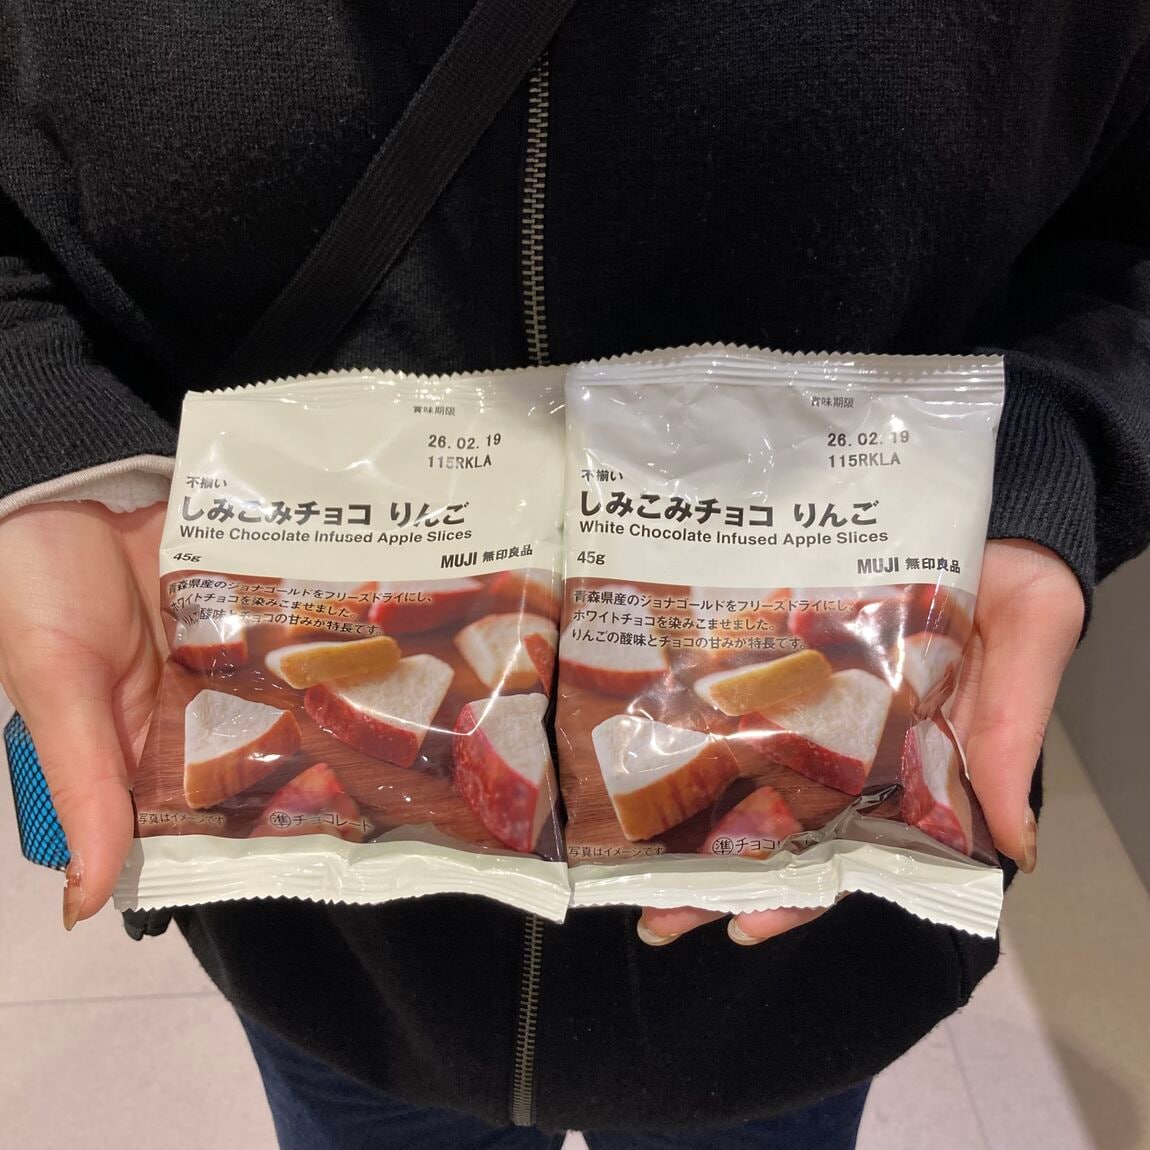 賞味期限
26.02.19
115RKLA
不揃い
しみこみチョコ りんご
White Chocolate Infused Apple Slices
45g
MUJI 無印良品
青森県産のジョナゴールドをフリーズドライにし、
ホワイトチョコを染みこませました。
りんごの酸味とチョコの甘みが特長です。
写真はイメージです
準チョコレート
賞味期限
26.02.19
115RKLA
不揃い
しみこみチョコ りんご
White Chocolate Infused Apple Slices
45g
MUJI 無印良品
青森県産のジョナゴールドをフリーズドライにし、
ホワイトチョコを染みこませました。
りんごの酸味とチョコの甘みが特長です。
写真はイメージです
準チョコレート